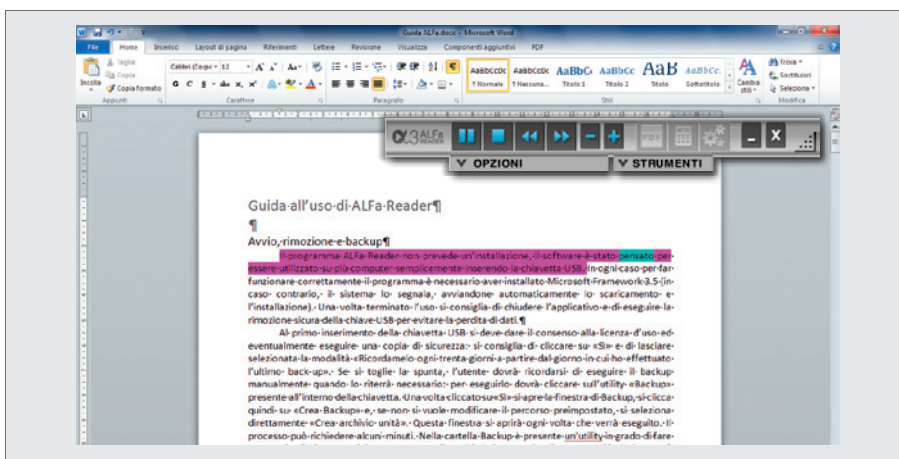 Guida ALFa.docx - Microsoft Word
File Home Inserisci Layout di pagina Riferimenti Lettere Revisione Visualizza Componenti aggiuntivi PDF
Taglia
Copia
Copia formato
Incolla
Calibri (Corpo 12
G C S abc x, x²
AaBbCcDc AaBbCcDc AaBbC AaBbCc AaB AaBbCc.
¶ Normale ¶ Nessuna... Titolo 1 Titolo 2 Titolo Sottotitolo
Cambia stili
Trova
Sostituisci
Seleziona
Appunti Carattere Paragrafo Stili Modifica
α3 ALFa READER
PDF
OPZIONI STRUMENTI
Guida all'uso di ALFa Reader¶
¶
Avvio, rimozione e backup¶
Il programma ALFa Reader non prevede un'installazione, il software è stato pensato per
essere utilizzato su più computer semplicemente inserendo la chiavetta USB. In ogni caso per far
funzionare correttamente il programma è necessario aver installato Microsoft Framework 3.5 (in
caso contrario, il sistema lo segnala, avviandone automaticamente lo scaricamento e
l'installazione). Una volta terminato l'uso si consiglia di chiudere l'applicativo e di eseguire la
rimozione sicura della chiave USB per evitare la perdita di dati. ¶
Al primo inserimento della chiavetta USB si deve dare il consenso alla licenza d'uso ed
eventualmente eseguire una copia di sicurezza: si consiglia di cliccare su «Sì» e di lasciare
selezionata la modalità «Ricordamelo ogni trenta giorni a partire dal giorno in cui ho effettuato
l'ultimo back-up». Se si toglie la spunta, l'utente dovrà ricordarsi di eseguire il backup
manualmente quando lo riterrà necessario: per eseguirlo dovrà cliccare sull'utility «Backup»
presente all'interno della chiavetta. Una volta cliccato su «Sì» si apre la finestra di Backup, si clicca
quindi su «Crea Backup» e, se non si vuole modificare il percorso preimpostato, si seleziona
direttamente «Crea archivio unità». Questa finestra si aprirà ogni volta che verrà eseguito. Il
processo può richiedere alcuni minuti. Nella cartella Backup è presente un'utility in grado di fare